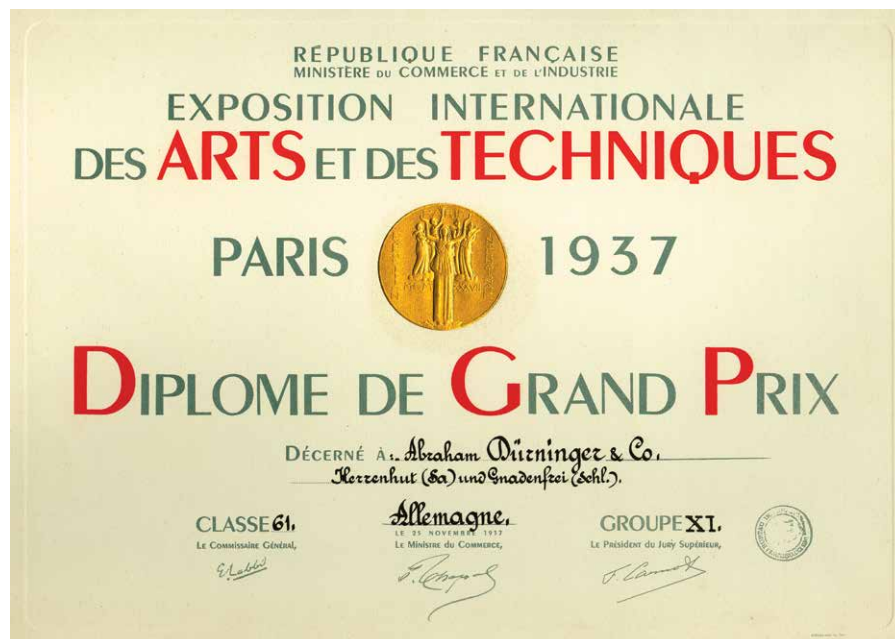 RÉPUBLIQUE FRANÇAISE
MINISTÈRE DU COMMERCE ET DE L'INDUSTRIE
EXPOSITION INTERNATIONALE
DES ARTS ET DES TECHNIQUES
PARIS 1937
DIPLOME DE GRAND PRIX
DÉCERNÉ À:. Abraham Dürninger & Co.
Herrenhut (Sa) und Gnadenfrei (Schl.).
CLASSE 61. Allemagne. GROUPE XI.
LE 25 NOVEMBRE 1937
LE COMMISSAIRE GÉNÉRAL, LE MINISTRE DU COMMERCE, LE PRÉSIDENT DU JURY SUPÉRIEUR,